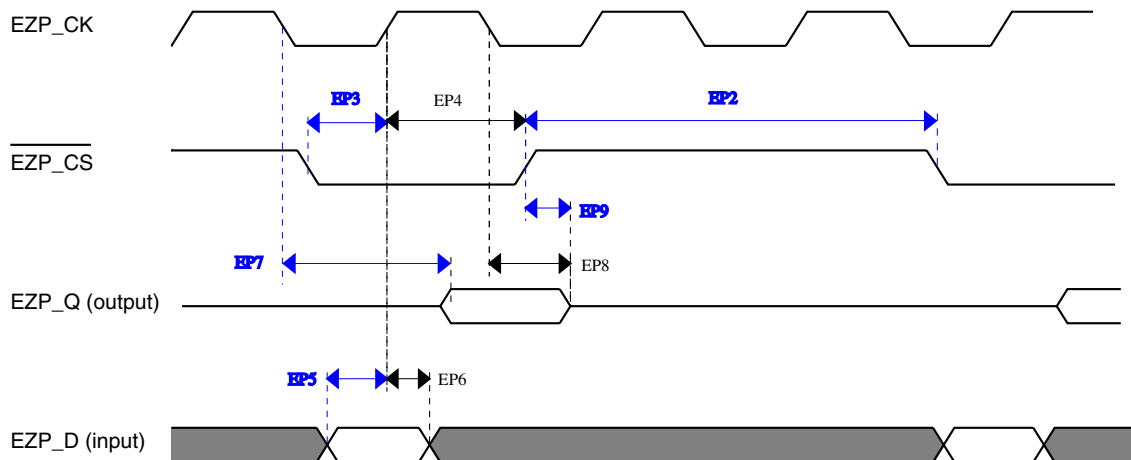 EZP_CK
EP3 EP4 EP2
EZP_CS
EP9
EP7 EP8
EZP_Q (output)
EP5 EP6
EZP_D (input)